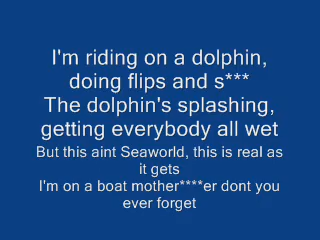 I'm riding on a dolphin,
doing flips and s***
The dolphin's splashing,
getting everybody all wet
But this aint Seaworld, this is real as
it gets
I'm on a boat mother****er dont you
ever forget